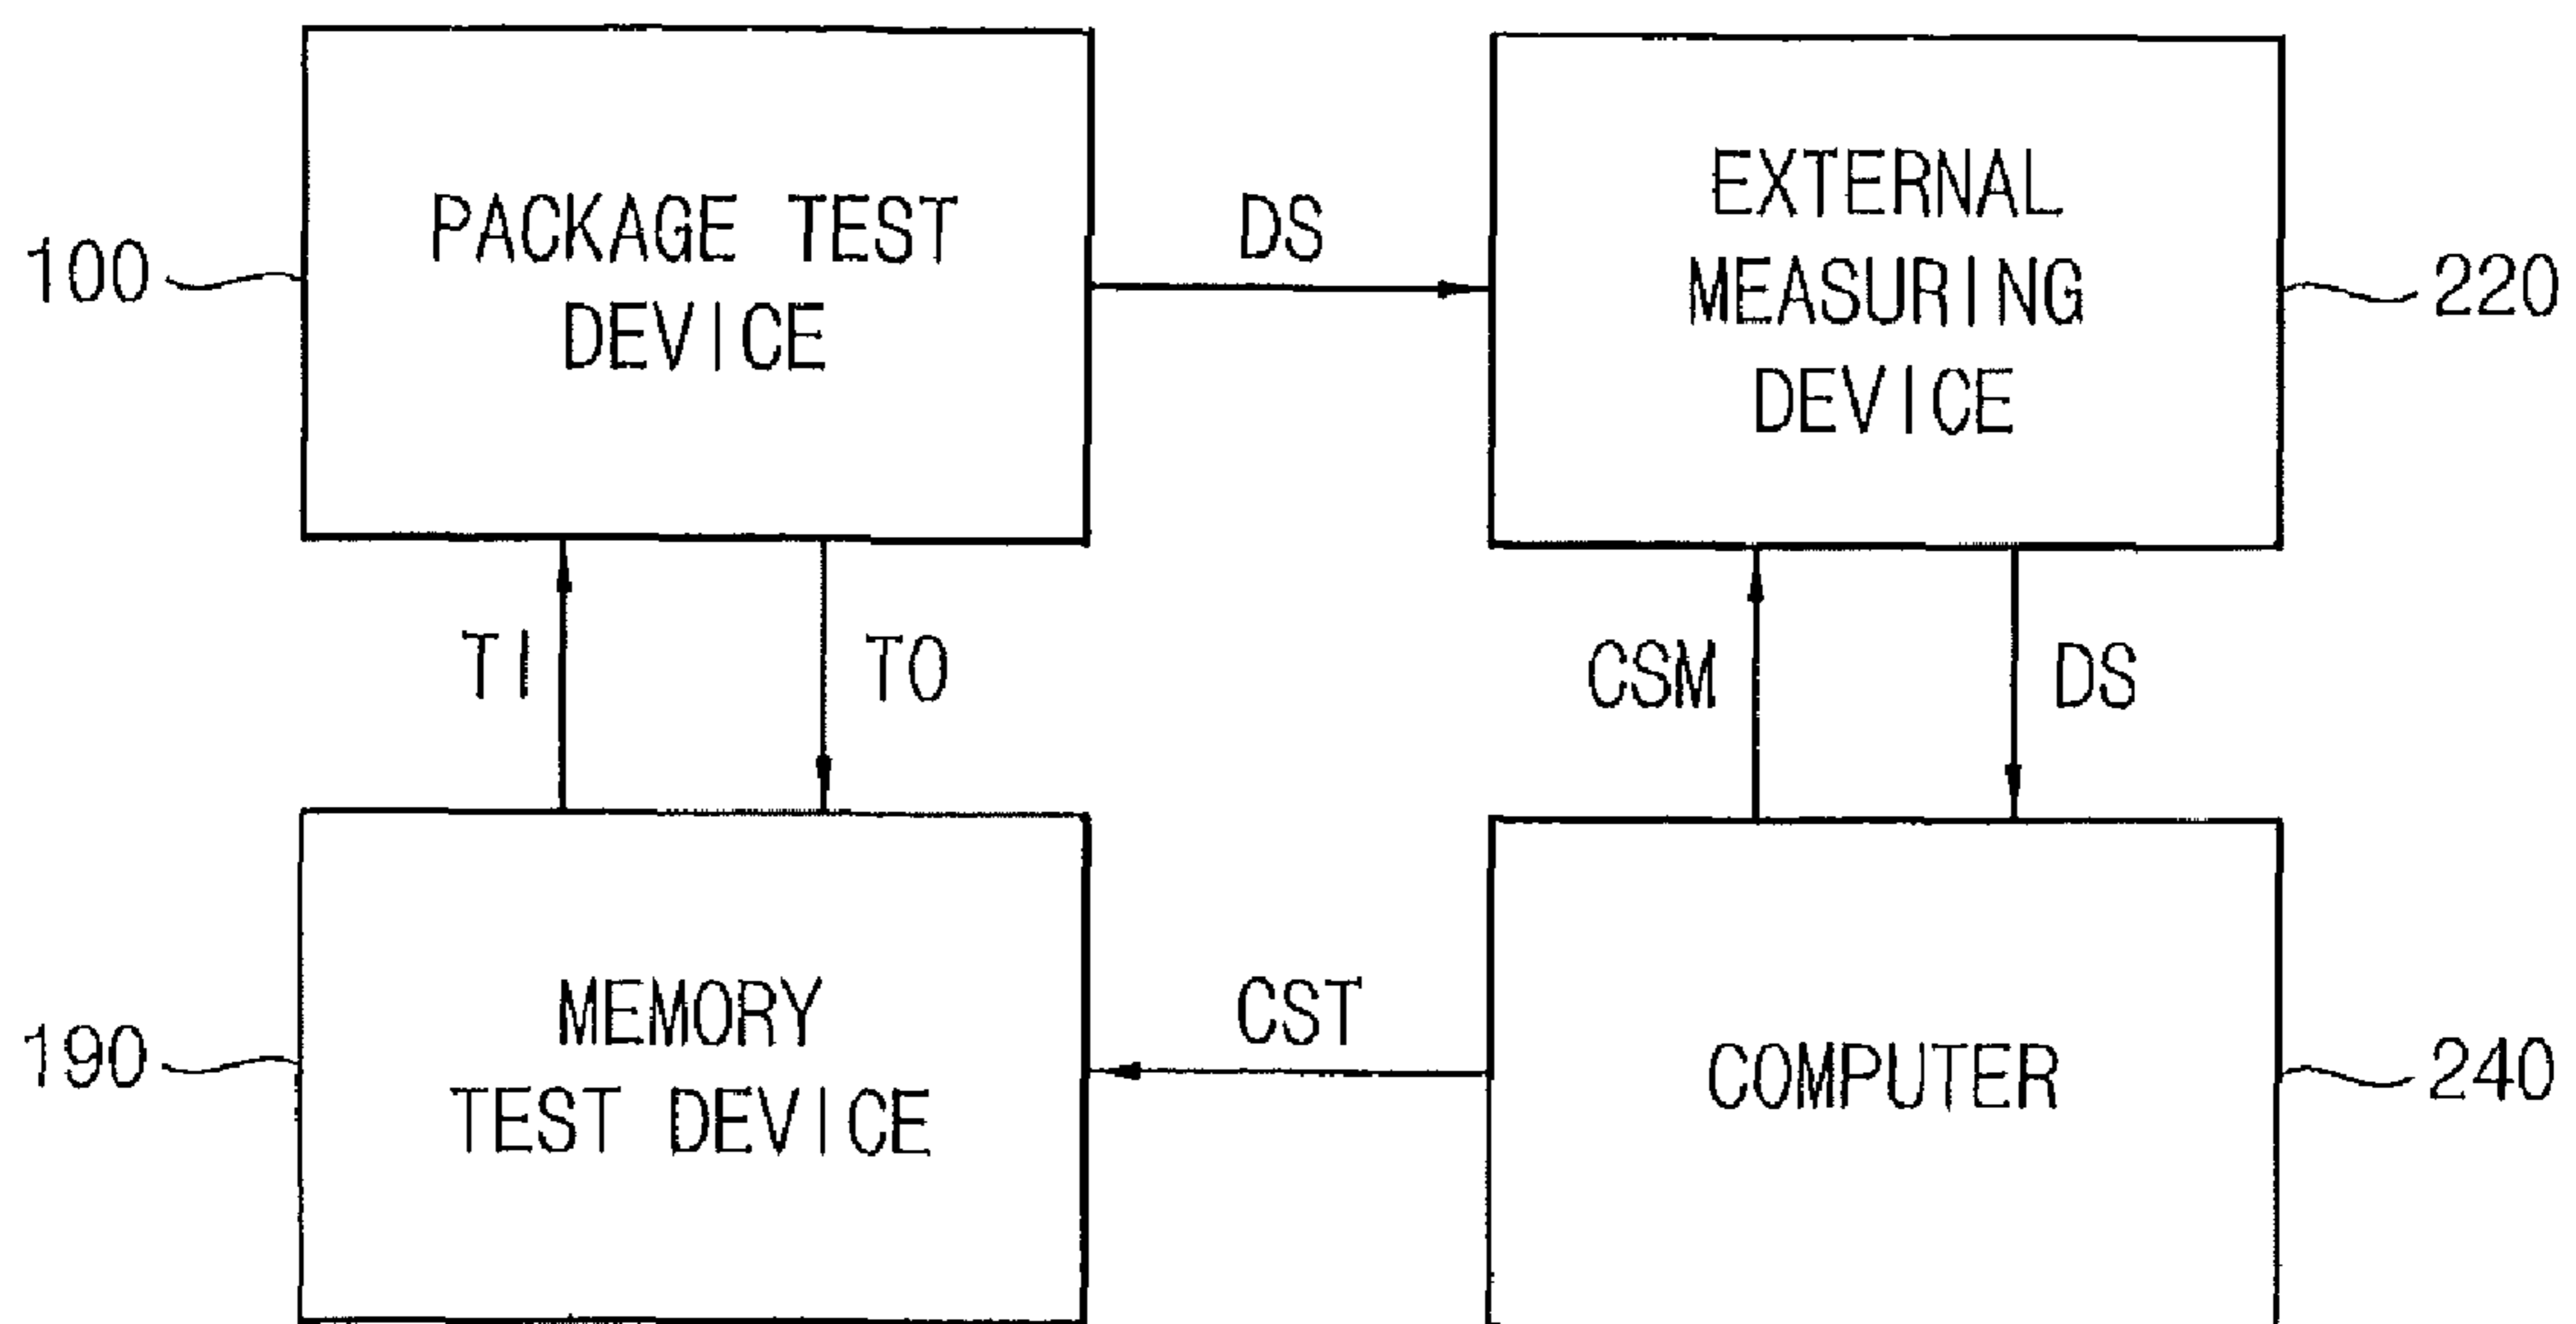 PACKAGE TEST
DEVICE
100
DS
EXTERNAL
MEASURING
DEVICE
220
TI
TO
CSM
DS
MEMORY
TEST DEVICE
190
CST
COMPUTER
240